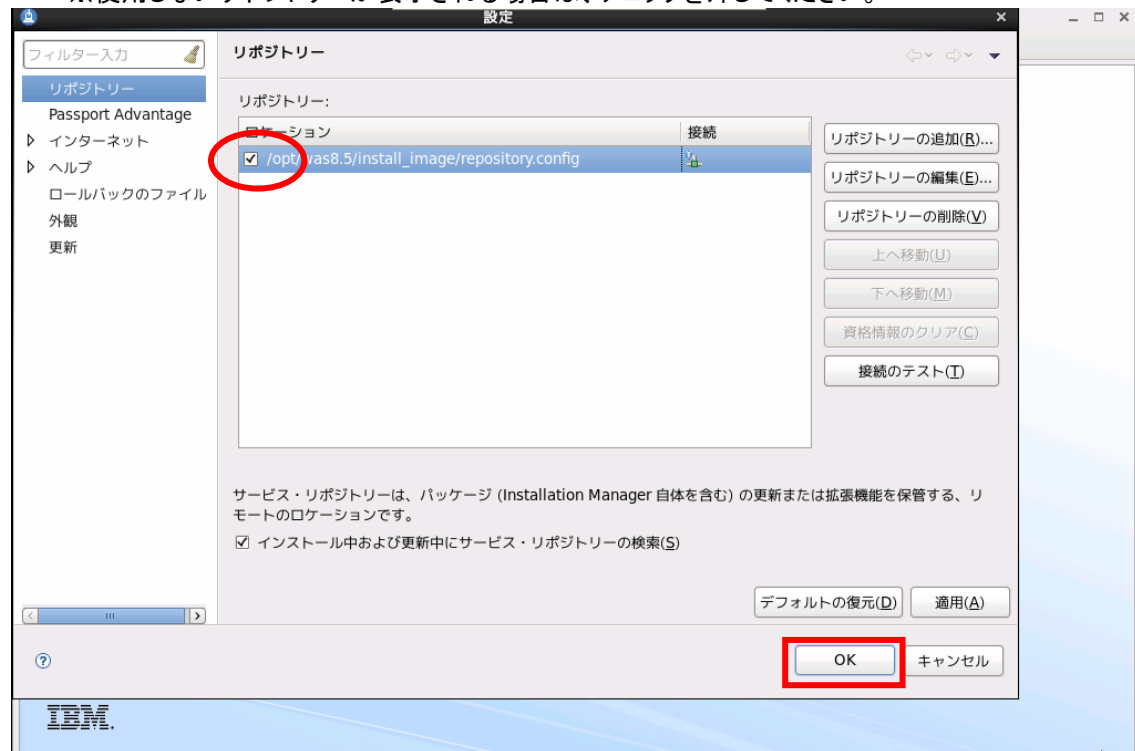 設定
フィルター入力
リポジトリー
Passport Advantage
インターネット
ヘルプ
ロールバックのファイル
外観
更新
リポジトリー
リポジトリー:
ロケーション 接続
/opt/was8.5/install_image/repository.config
リポジトリーの追加(R)...
リポジトリーの編集(E)...
リポジトリーの削除(V)
上へ移動(U)
下へ移動(M)
資格情報のクリア(C)
接続のテスト(T)
サービス・リポジトリーは、パッケージ (Installation Manager 自体を含む) の更新または拡張機能を保管する、リ
モートのロケーションです。
インストール中および更新中にサービス・リポジトリーの検索(S)
デフォルトの復元(D) 適用(A)
OK キャンセル
IBM.